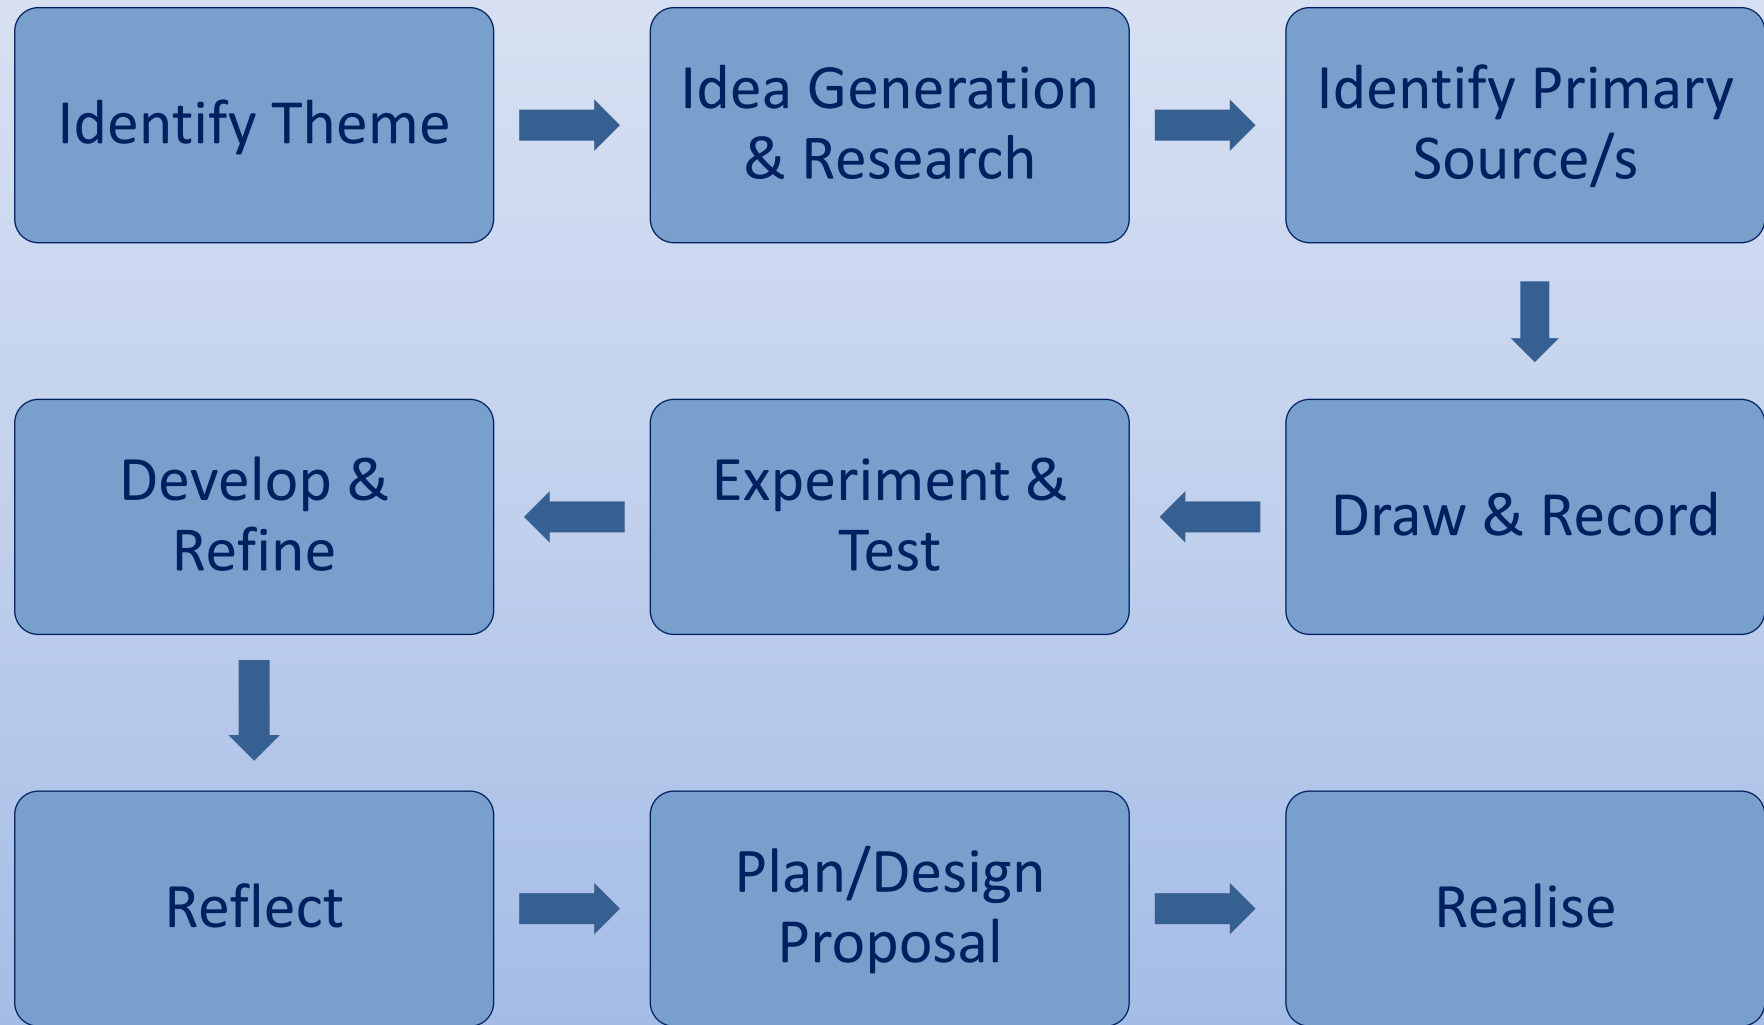 Identify Theme
Idea Generation
& Research
Identify Primary
Source/s
Draw & Record
Experiment &
Test
Develop &
Refine
Reflect
Plan/Design
Proposal
Realise